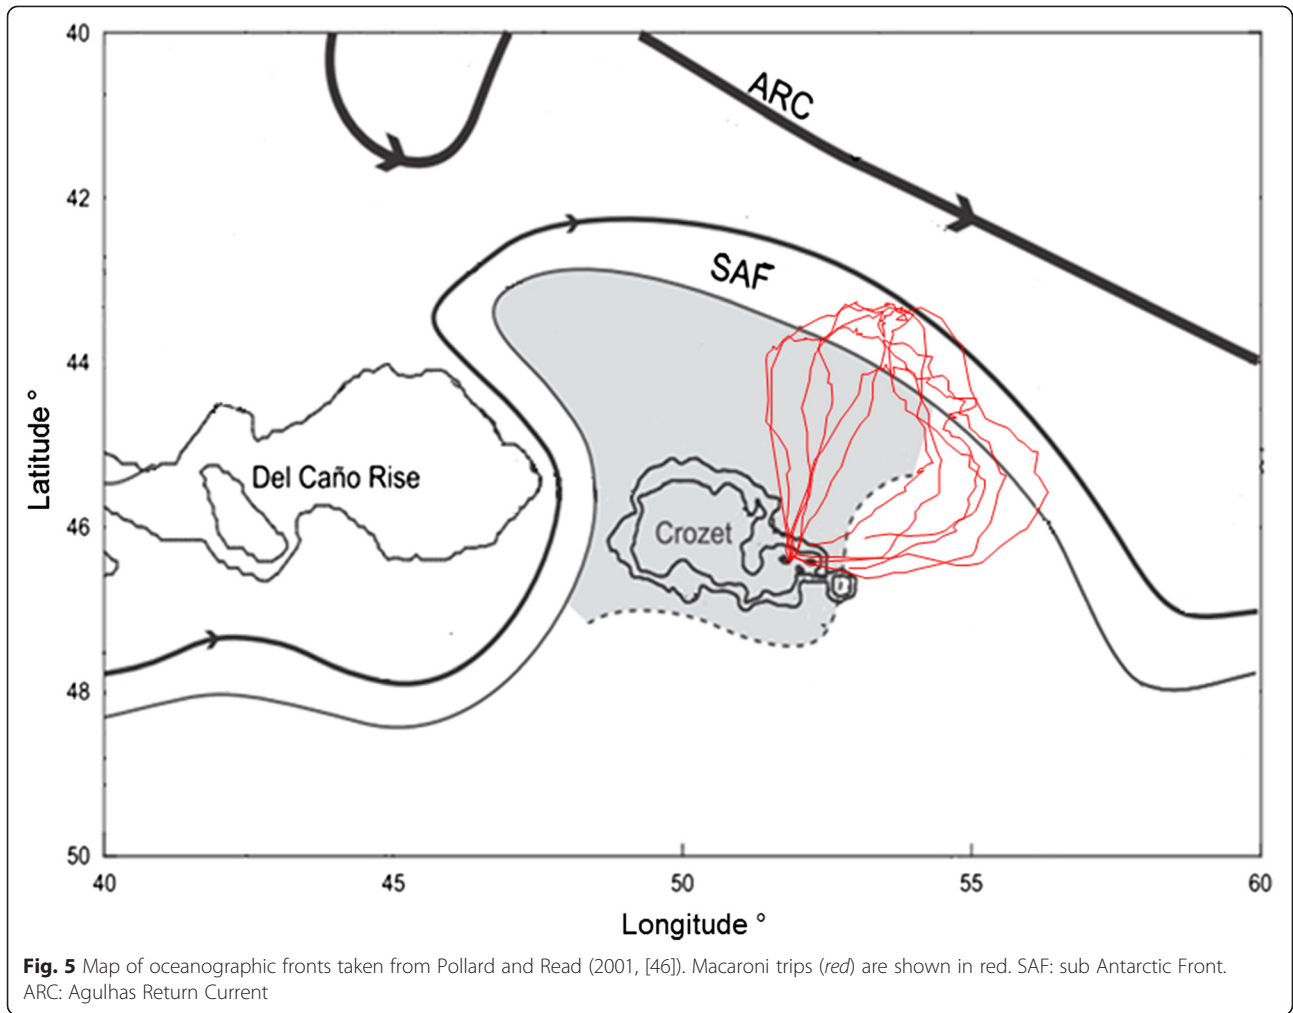 40
ARC
42
SAF
44
Latitude °
Del Caño Rise
46
Crozet
48
50
40 45 50 55 60
Longitude °
Fig. 5 Map of oceanographic fronts taken from Pollard and Read (2001, [46]). Macaroni trips (red) are shown in red. SAF: sub Antarctic Front.
ARC: Agulhas Return Current